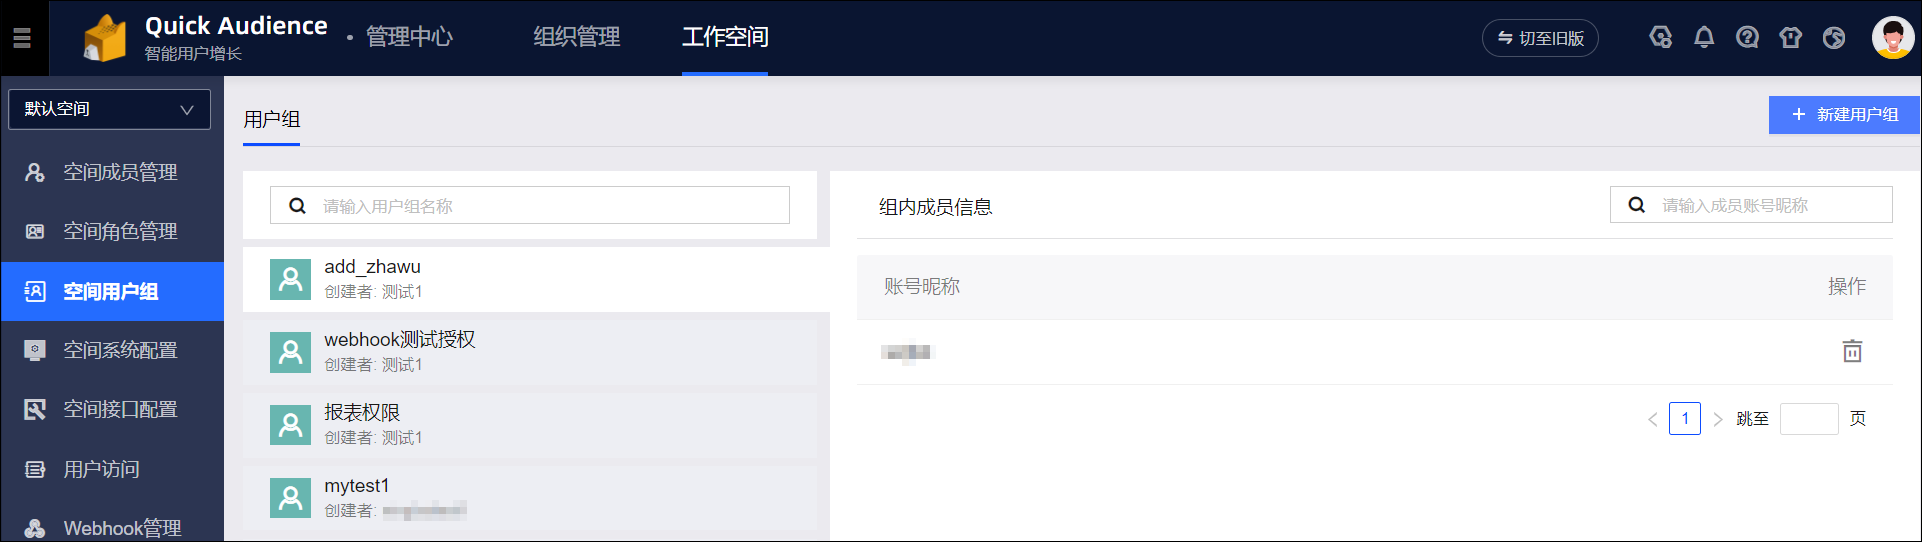 Quick Audience
智能用户增长
管理中心
组织管理
工作空间
切至旧版
默认空间
空间成员管理
空间角色管理
空间用户组
空间系统配置
空间接口配置
用户访问
Webhook管理
用户组
+ 新建用户组
请输入用户组名称
add_zhawu
创建者: 测试1
webhook测试授权
创建者: 测试1
报表权限
创建者: 测试1
mytest1
创建者:
组内成员信息
请输入成员账号昵称
账号昵称
操作
1
跳至
页